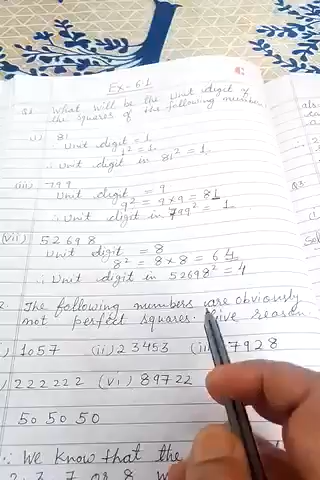 Ex-6.1
Q1 What will be the unit digit of
the squares of the following numbers
i) 81
Unit digit = 1
1² = 1
∴ Unit digit in 81² = 1
(iii) 799
Unit digit = 9
9² = 9×9 = 81
∴ Unit digit in 799² = 1
(vii) 52698
Unit digit = 8
8² = 8×8 = 64
∴ Unit digit in 52698² = 4
2. The following numbers are obviously
not perfect squares. Give reason
i) 1057 (ii) 23453 (iii) 7928
) 222222 (vi) 89722
505050
∴ We know that the
2, 3, 7 or 8
als
Q3
Sol